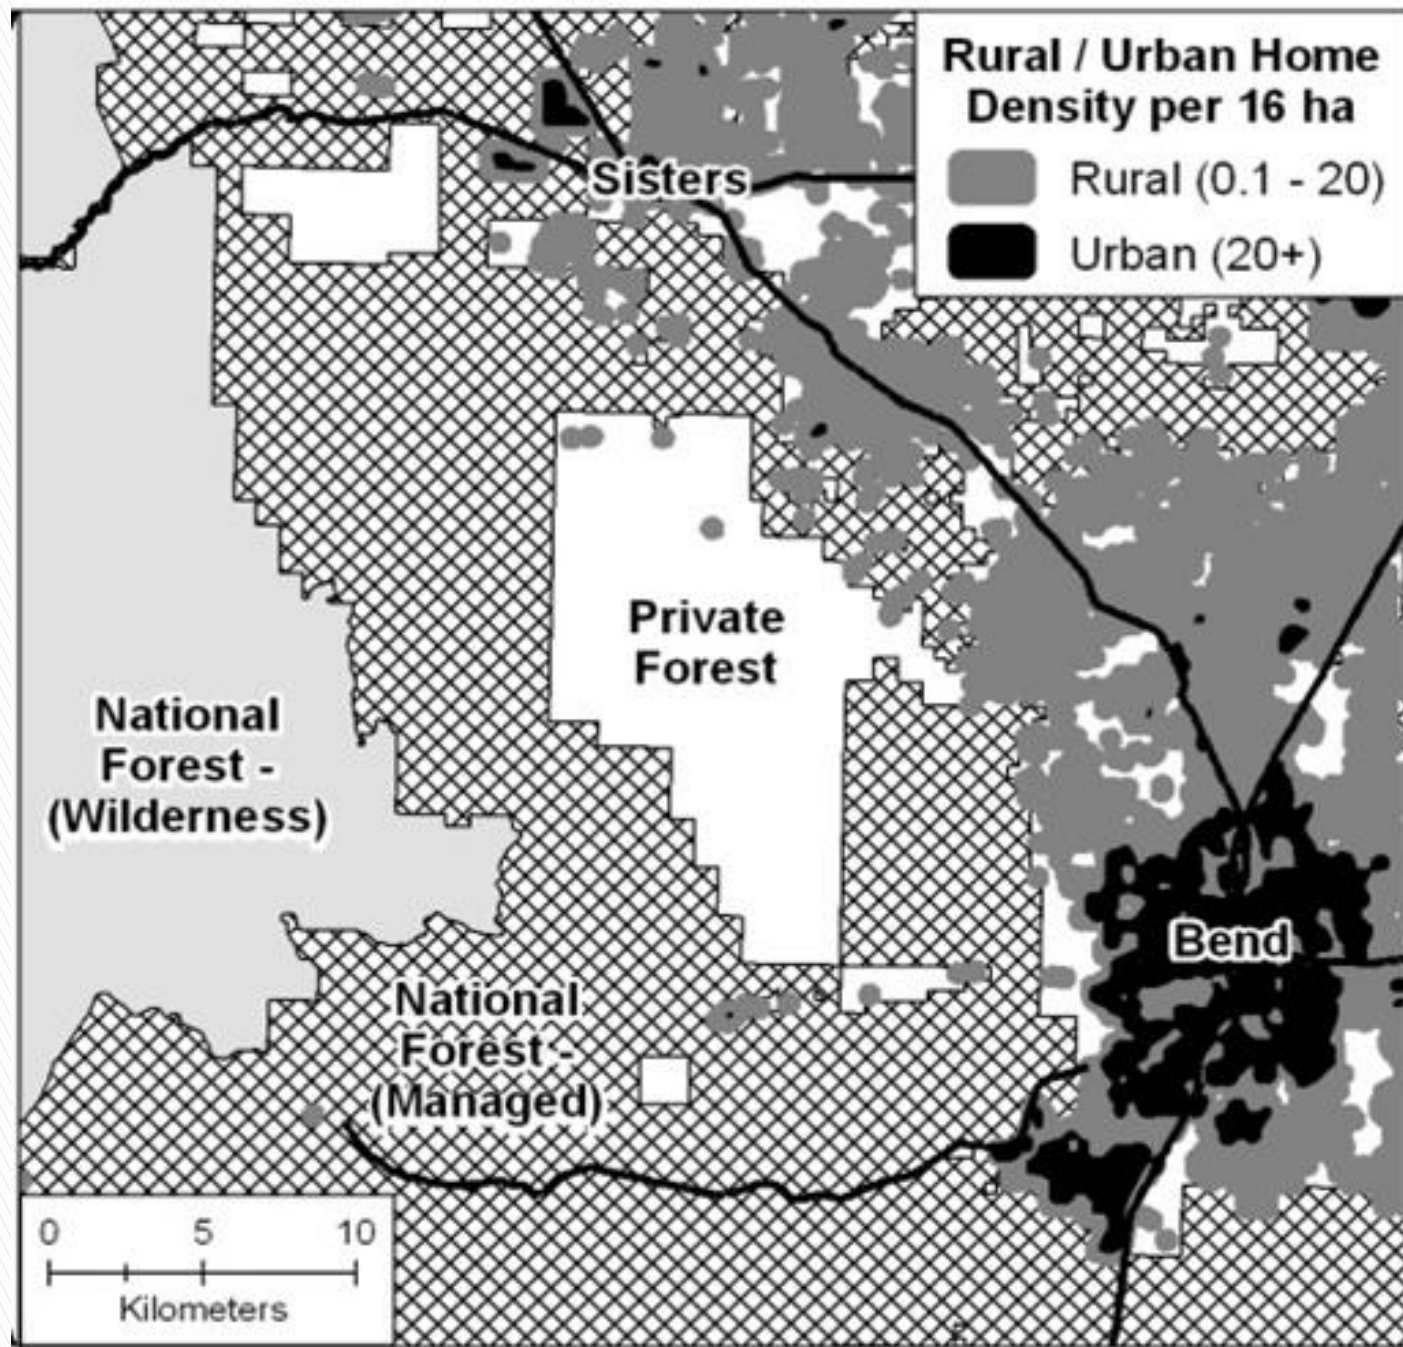 Rural / Urban Home
Density per 16 ha
Rural (0.1 - 20)
Urban (20+)
Sisters
Private
Forest
National
Forest -
(Wilderness)
Bend
National
Forest -
(Managed)
0 5 10
Kilometers